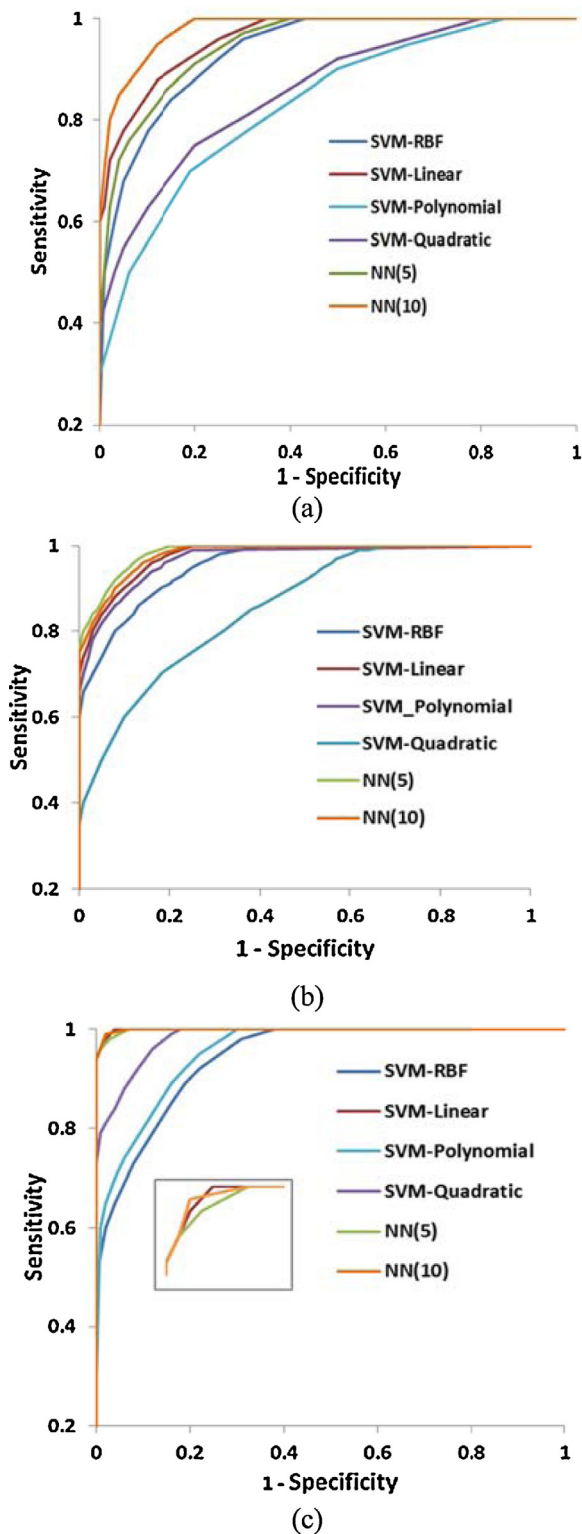 1
0.8
0.6
0.4
0.2
Sensitivity
SVM-RBF
SVM-Linear
SVM-Polynomial
SVM-Quadratic
NN(5)
NN(10)
0 0.2 0.4 0.6 0.8 1
1 - Specificity
(a)
1
0.8
0.6
0.4
0.2
Sensitivity
SVM-RBF
SVM-Linear
SVM_Polynomial
SVM-Quadratic
NN(5)
NN(10)
0 0.2 0.4 0.6 0.8 1
1 - Specificity
(b)
1
0.8
0.6
0.4
0.2
Sensitivity
SVM-RBF
SVM-Linear
SVM-Polynomial
SVM-Quadratic
NN(5)
NN(10)
0 0.2 0.4 0.6 0.8 1
1 - Specificity
(c)